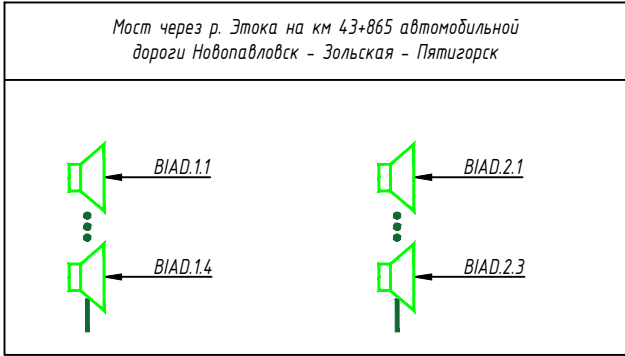 Мост через р. Этока на км 43+865 автомобильной
дороги Новопавловск - Зольская - Пятигорск
BIAD.1.1
BIAD.2.1
BIAD.1.4
BIAD.2.3